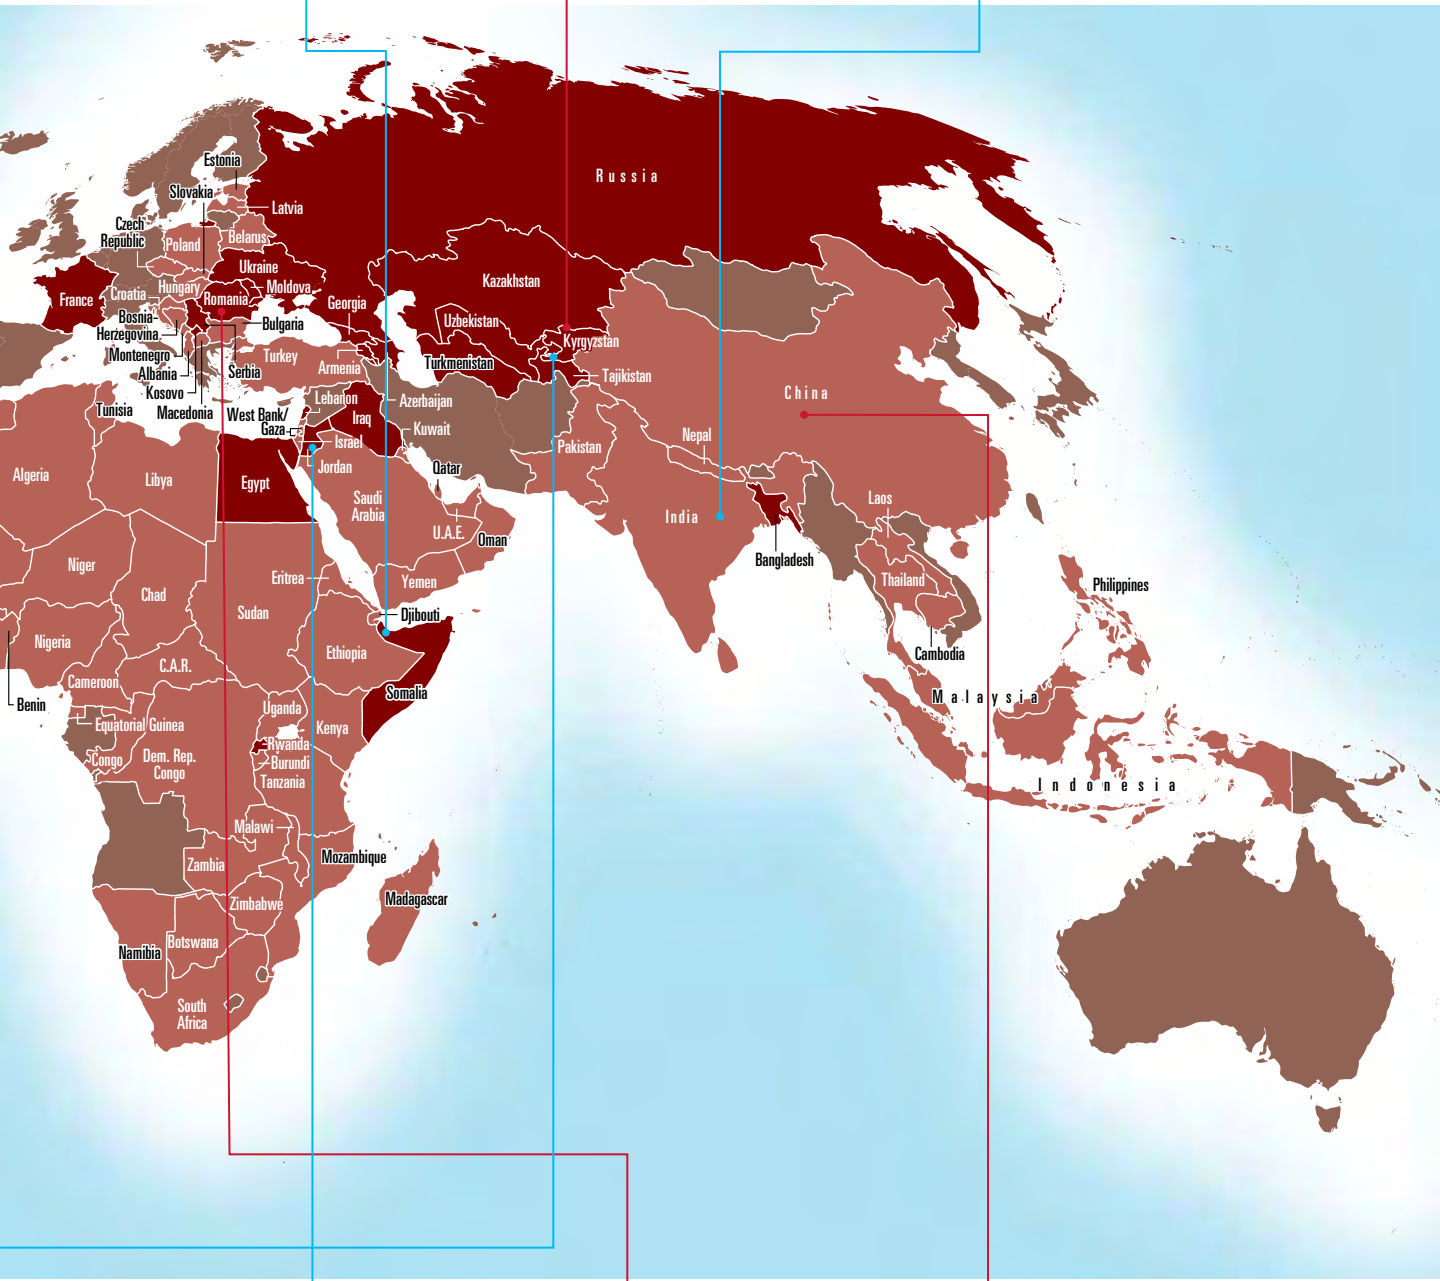 Russia
Estonia
Slovakia
Latvia
Czech
Republic
Poland
Belarus
Ukraine
Kazakhstan
Hungary
Moldova
France
Croatia
Romania
Georgia
Bosnia-
Herzegovina
Bulgaria
Uzbekistan
Kyrgyzstan
Montenegro
Turkey
Armenia
Turkmenistan
Albania
Serbia
Tajikistan
Kosovo
China
Tunisia
Macedonia
Lebanon
Azerbaijan
West Bank/
Gaza
Iraq
Kuwait
Israel
Nepal
Pakistan
Jordan
Qatar
Algeria
Libya
Egypt
Saudi
Arabia
Laos
India
U.A.E.
Oman
Bangladesh
Niger
Eritrea
Yemen
Thailand
Philippines
Chad
Sudan
Djibouti
Nigeria
Ethiopia
Cambodia
C.A.R.
Cameroon
Somalia
Malaysia
Benin
Uganda
Equatorial Guinea
Kenya
Rwanda
Congo
Dem. Rep.
Congo
Burundi
Tanzania
Indonesia
Malawi
Zambia
Mozambique
Zimbabwe
Madagascar
Botswana
Namibia
South
Africa